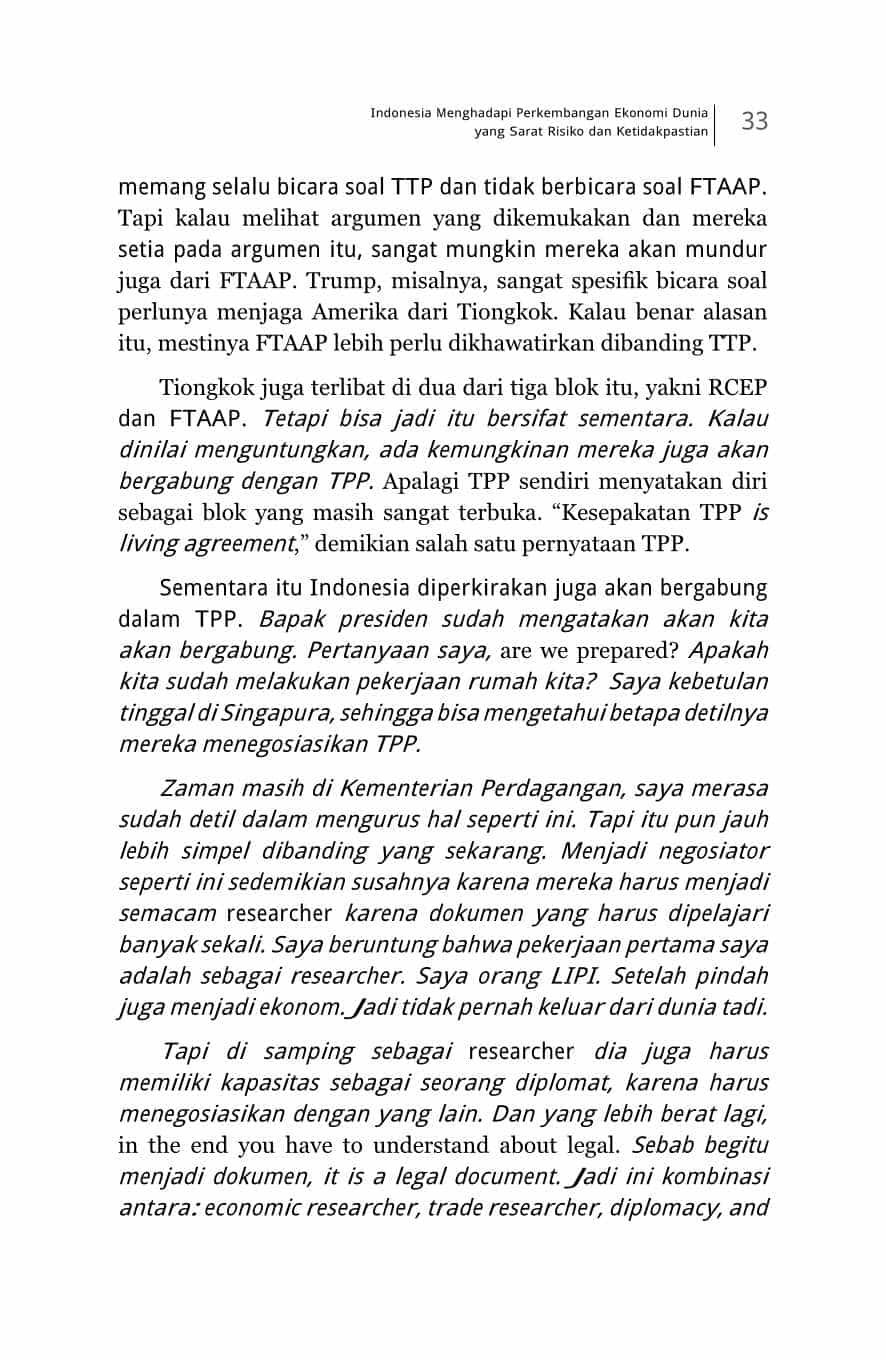 Indonesia Menghadapi Perkembangan Ekonomi Dunia
yang Sarat Risiko dan Ketidakpastian
33
memang selalu bicara soal TTP dan tidak berbicara soal FTAAP.
Tapi kalau melihat argumen yang dikemukakan dan mereka
setia pada argumen itu, sangat mungkin mereka akan mundur
juga dari FTAAP. Trump, misalnya, sangat spesifik bicara soal
perlunya menjaga Amerika dari Tiongkok. Kalau benar alasan
itu, mestinya FTAAP lebih perlu dikhawatirkan dibanding TTP.
Tiongkok juga terlibat di dua dari tiga blok itu, yakni RCEP
dan FTAAP. Tetapi bisa jadi itu bersifat sementara. Kalau
dinilai menguntungkan, ada kemungkinan mereka juga akan
bergabung dengan TPP. Apalagi TPP sendiri menyatakan diri
sebagai blok yang masih sangat terbuka. “Kesepakatan TPP is
living agreement,” demikian salah satu pernyataan TPP.
Sementara itu Indonesia diperkirakan juga akan bergabung
dalam TPP. Bapak presiden sudah mengatakan akan kita
akan bergabung. Pertanyaan saya, are we prepared? Apakah
kita sudah melakukan pekerjaan rumah kita? Saya kebetulan
tinggal di Singapura, sehingga bisa mengetahui betapa detilnya
mereka menegosiasikan TPP.
Zaman masih di Kementerian Perdagangan, saya merasa
sudah detil dalam mengurus hal seperti ini. Tapi itu pun jauh
lebih simpel dibanding yang sekarang. Menjadi negosiator
seperti ini sedemikian susahnya karena mereka harus menjadi
semacam researcher karena dokumen yang harus dipelajari
banyak sekali. Saya beruntung bahwa pekerjaan pertama saya
adalah sebagai researcher. Saya orang LIPI. Setelah pindah
juga menjadi ekonom. Jadi tidak pernah keluar dari dunia tadi.
Tapi di samping sebagai researcher dia juga harus
memiliki kapasitas sebagai seorang diplomat, karena harus
menegosiasikan dengan yang lain. Dan yang lebih berat lagi,
in the end you have to understand about legal. Sebab begitu
menjadi dokumen, it is a legal document. Jadi ini kombinasi
antara: economic researcher, trade researcher, diplomacy, and